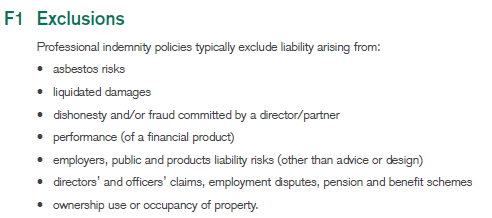 F1 Exclusions
Professional indemnity policies typically exclude liability arising from:
• asbestos risks
• liquidated damages
• dishonesty and/or fraud committed by a director/partner
• performance (of a financial product)
• employers, public and products liability risks (other than advice or design)
• directors' and officers' claims, employment disputes, pension and benefit schemes
• ownership use or occupancy of property.